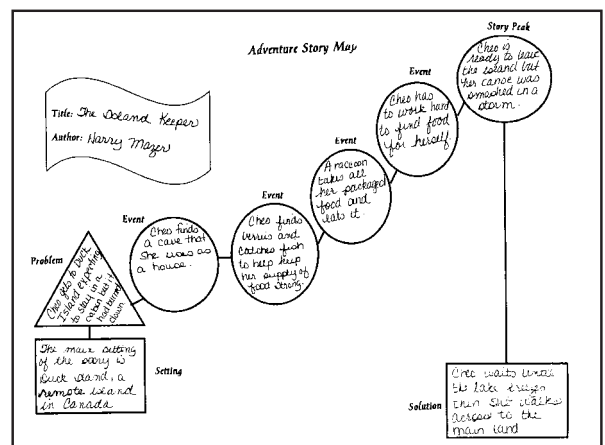 Adventure Story Map
Title: The Island Keeper
Author: Harry Mazer
Setting
The main setting
of the story is
Duck Island, a
remote island
in Canada
Problem
Cleo gets to Duck
Island expecting
to stay in a
cabin but it
had burned
down
Event
Cleo finds
a cave that
she uses as
a house.
Event
Cleo finds
berries and
catches fish
to help keep
her supply of
food strong.
Event
A raccoon
takes all
her packaged
food and
eats it.
Event
Cleo has
to work hard
to find food
for herself.
Story Peak
Cleo is
ready to leave
the island but
her canoe was
smashed in a
storm.
Solution
Cleo waits until
the lake freezes
then she walks
across to the
main land